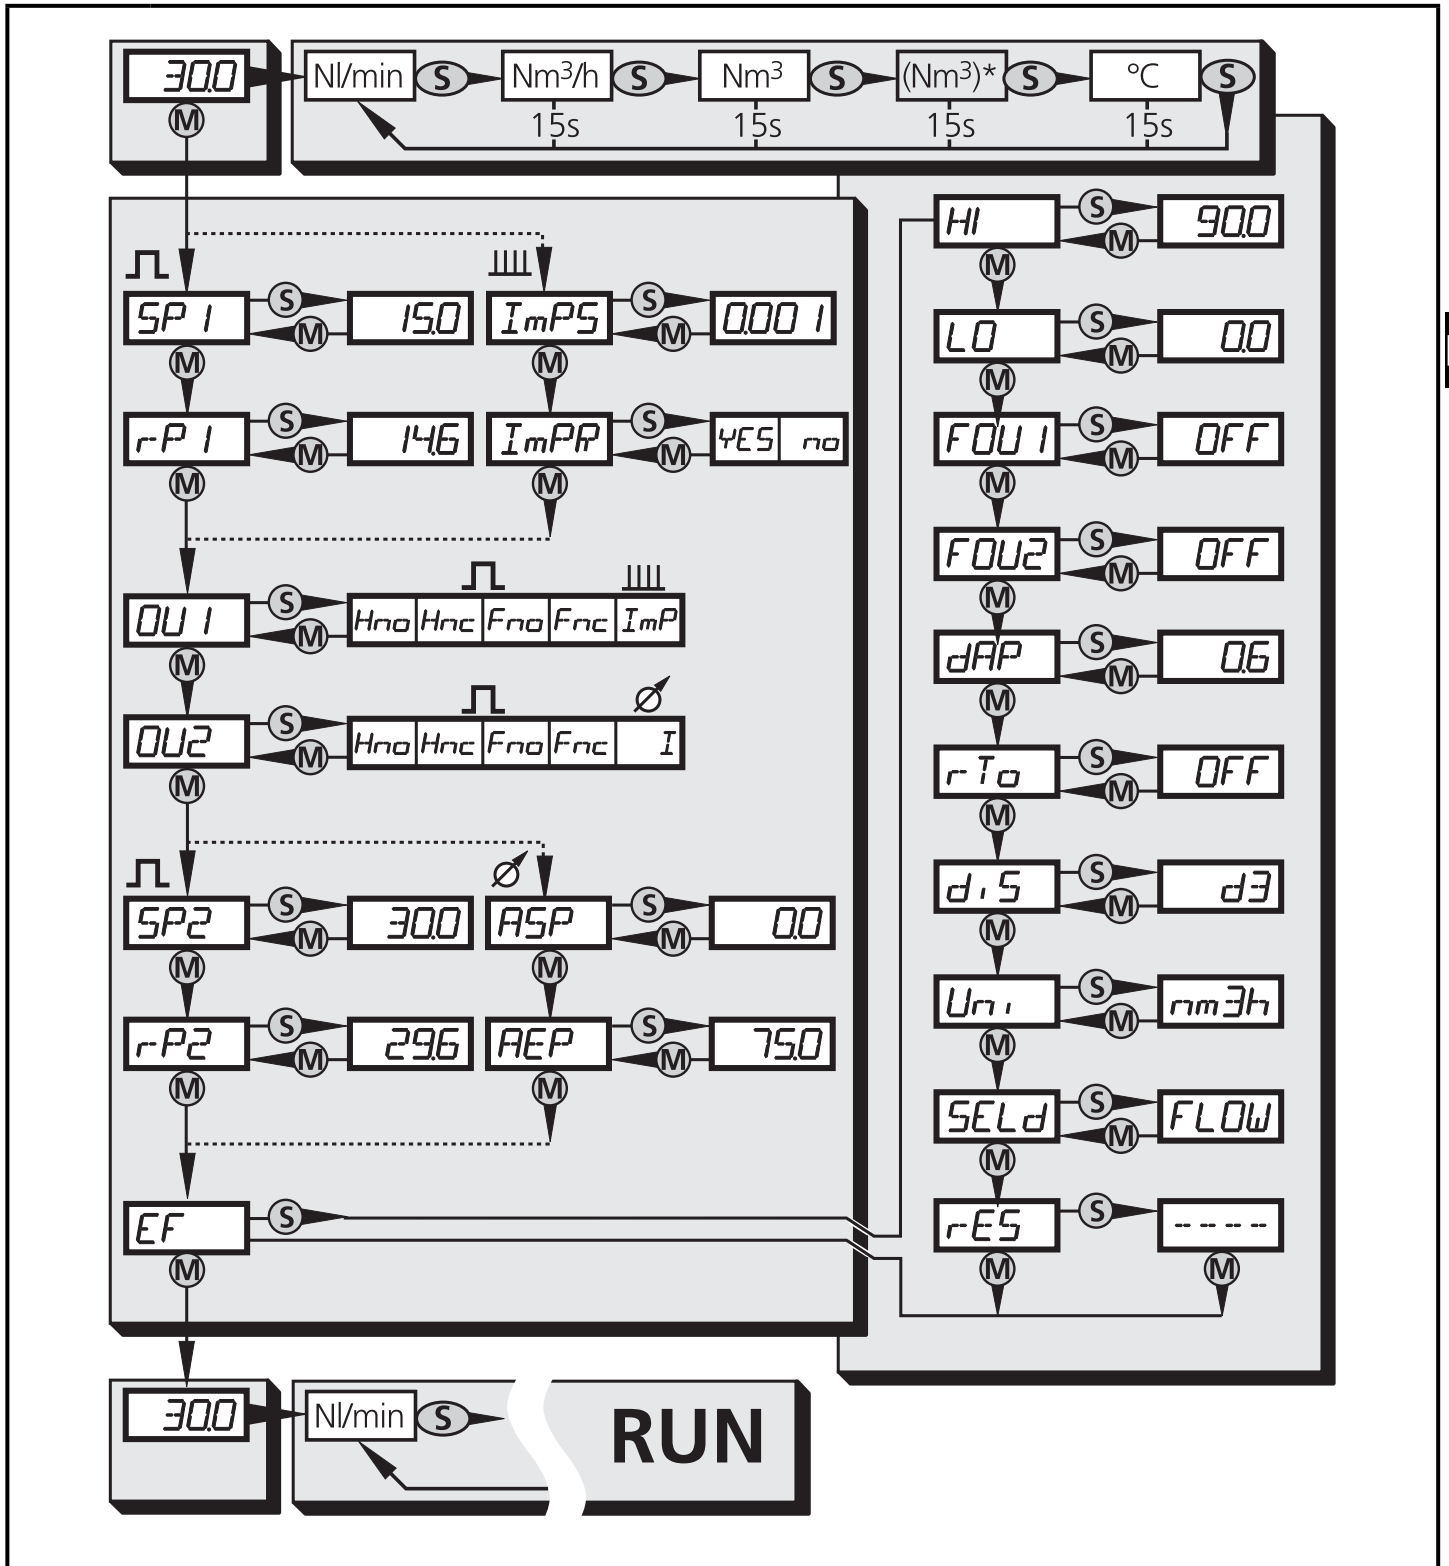 30.0
Nl/min S Nm³/h S Nm³ S (Nm³)* S °C S
M
15s 15s 15s 15s
SP1 S 15.0 M
M
rP1 S 14.6 M
M
ImPS S 0.001 M
M
ImPR S YES no M
M
OU1 S Hno Hnc Fno Fnc ImP M
M
OU2 S Hno Hnc Fno Fnc I M
M
SP2 S 30.0 M
M
rP2 S 29.6 M
M
ASP S 0.0 M
M
AEP S 75.0 M
M
EF S
M
HI S 90.0 M
M
LO S 0.0 M
M
FOU1 S OFF M
M
FOU2 S OFF M
M
dAP S 0.6 M
M
rTo S OFF M
M
diS S d3 M
M
Uni S nm3h M
M
SELd S FLOW M
M
rES S -- -- -- --
M M
30.0
Nl/min S
RUN